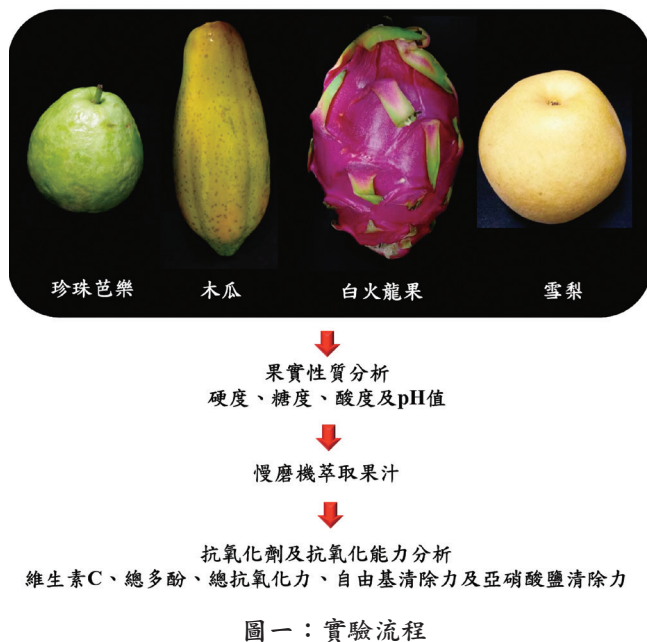 珍珠芭樂 木瓜 白火龍果 雪梨
果實性質分析
硬度、糖度、酸度及pH值
慢磨機萃取果汁
抗氧化劑及抗氧化能力分析
維生素C、總多酚、總抗氧化力、自由基清除力及亞硝酸鹽清除力
圖一：實驗流程